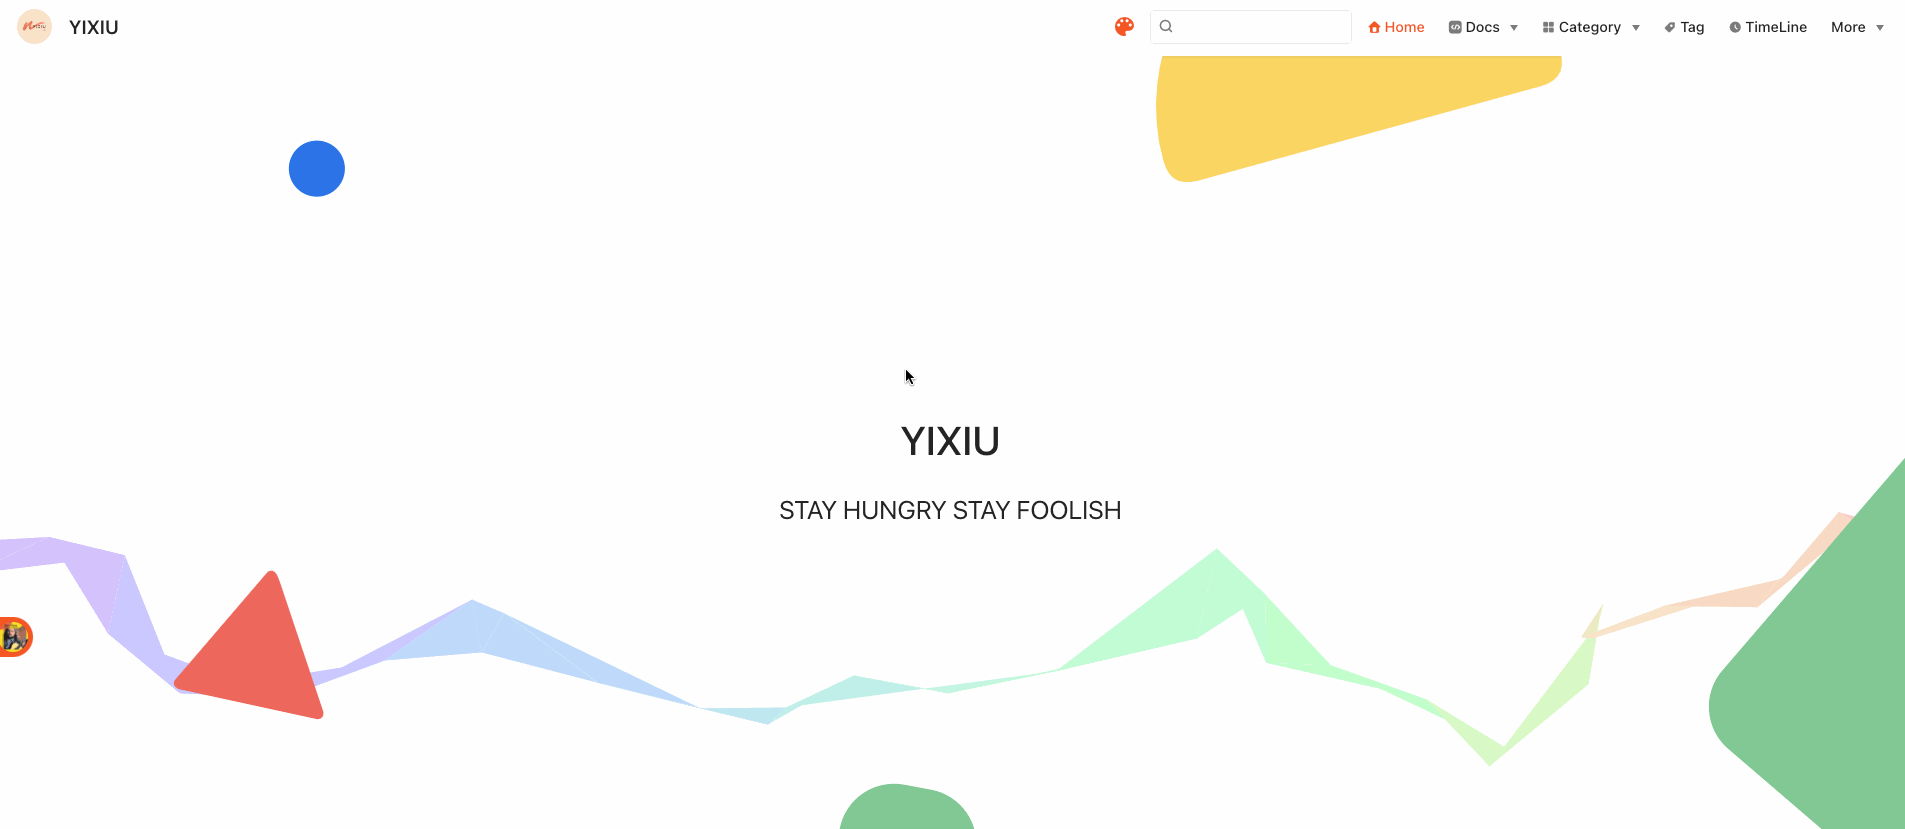 YIXIU
Home Docs Category Tag TimeLine More
YIXIU
STAY HUNGRY STAY FOOLISH